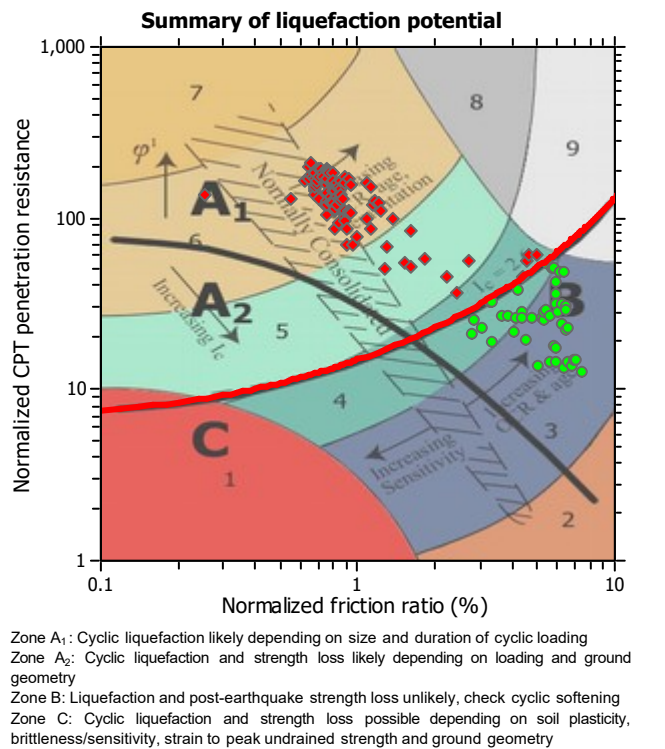 Summary of liquefaction potential
1,000
7
8
9
φ'
Normally Consolidated
A1
100
6
A2
Increasing Ic
5
Ic = 2.
B
10
4
C
Increasing
Sensitivity
Increasing
OCR & age
3
1
2
1
0.1
1
10
Normalized CPT penetration resistance
Normalized friction ratio (%)
Zone A1: Cyclic liquefaction likely depending on size and duration of cyclic loading
Zone A2: Cyclic liquefaction and strength loss likely depending on loading and ground
geometry
Zone B: Liquefaction and post-earthquake strength loss unlikely, check cyclic softening
Zone C: Cyclic liquefaction and strength loss possible depending on soil plasticity,
brittleness/sensitivity, strain to peak undrained strength and ground geometry